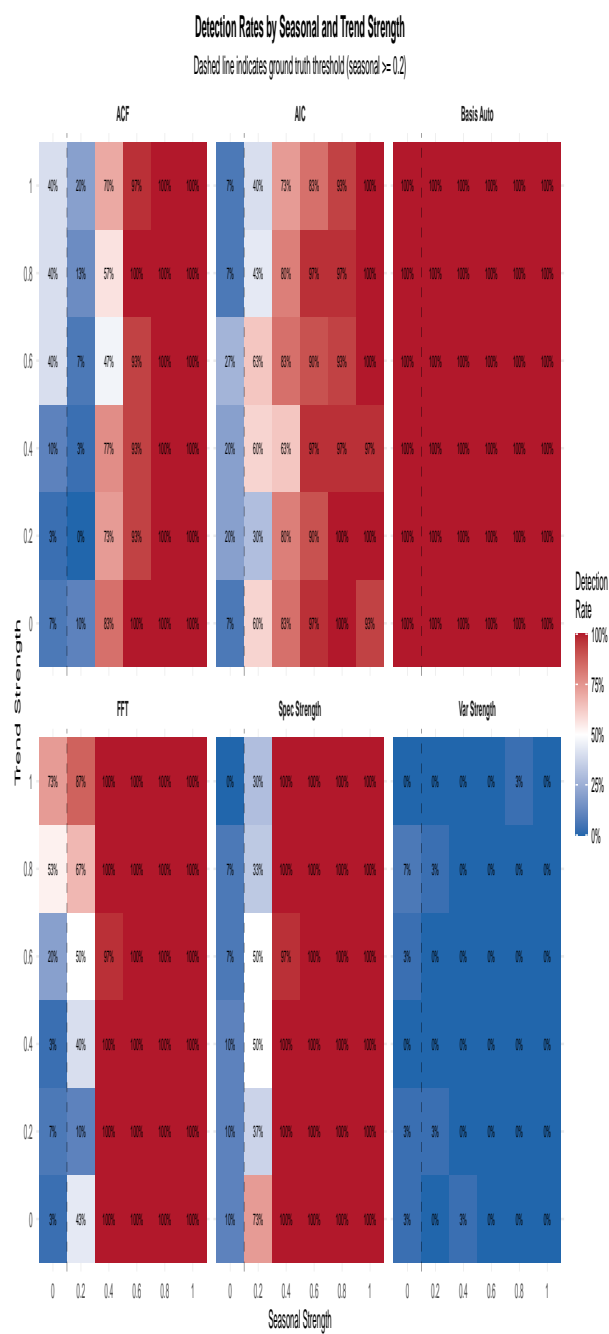 Detection Rates by Seasonal and Trend Strength
Dashed line indicates ground truth threshold (seasonal >= 0.2)
ACF AIC Basis Auto
1 40% 20% 70% 97% 100% 100% 7% 40% 73% 83% 93% 100% 100% 100% 100% 100% 100% 100%
0.8 40% 13% 57% 100% 100% 100% 7% 43% 80% 97% 97% 100% 100% 100% 100% 100% 100% 100%
0.6 40% 7% 47% 93% 100% 100% 27% 63% 83% 90% 93% 100% 100% 100% 100% 100% 100% 100%
0.4 10% 3% 77% 93% 100% 100% 20% 60% 63% 97% 97% 97% 100% 100% 100% 100% 100% 100%
0.2 3% 0% 73% 93% 100% 100% 20% 30% 80% 90% 100% 100% 100% 100% 100% 100% 100% 100%
0 7% 10% 83% 100% 100% 100% 7% 60% 83% 97% 100% 93% 100% 100% 100% 100% 100% 100%
Trend Strength
FFT Spec Strength Var Strength
1 73% 87% 100% 100% 100% 100% 0% 30% 100% 100% 100% 100% 0% 0% 0% 0% 3% 0%
0.8 53% 67% 100% 100% 100% 100% 7% 33% 100% 100% 100% 100% 7% 3% 0% 0% 0% 0%
0.6 20% 50% 97% 100% 100% 100% 7% 50% 97% 100% 100% 100% 3% 0% 0% 0% 0% 0%
0.4 3% 40% 100% 100% 100% 100% 10% 50% 100% 100% 100% 100% 0% 0% 0% 0% 0% 0%
0.2 7% 10% 100% 100% 100% 100% 10% 37% 100% 100% 100% 100% 3% 3% 0% 0% 0% 0%
0 3% 43% 100% 100% 100% 100% 10% 73% 100% 100% 100% 100% 3% 0% 3% 0% 0% 0%
0 0.2 0.4 0.6 0.8 1 0 0.2 0.4 0.6 0.8 1 0 0.2 0.4 0.6 0.8 1
Seasonal Strength
Detection
Rate
100%
75%
50%
25%
0%